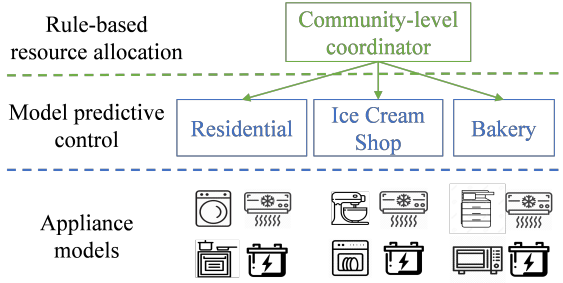 Rule-based
resource allocation
Community-level
coordinator
Model predictive
control
Residential
Ice Cream
Shop
Bakery
Appliance
models